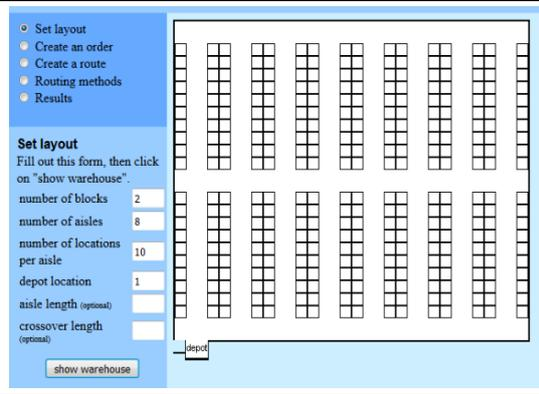 Set layout
Create an order
Create a route
Routing methods
Results
Set layout
Fill out this form, then click
on "show warehouse".
number of blocks 2
number of aisles 8
number of locations
per aisle 10
depot location 1
aisle length (optional)
crossover length
(optional)
show warehouse
depot